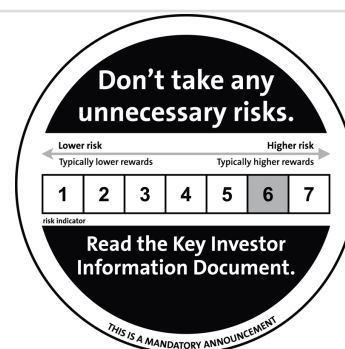 Don't take any
unnecessary risks.
Lower risk Higher risk
Typically lower rewards Typically higher rewards
1 2 3 4 5 6 7
risk indicator
Read the Key Investor
Information Document.
THIS IS A MANDATORY ANNOUNCEMENT